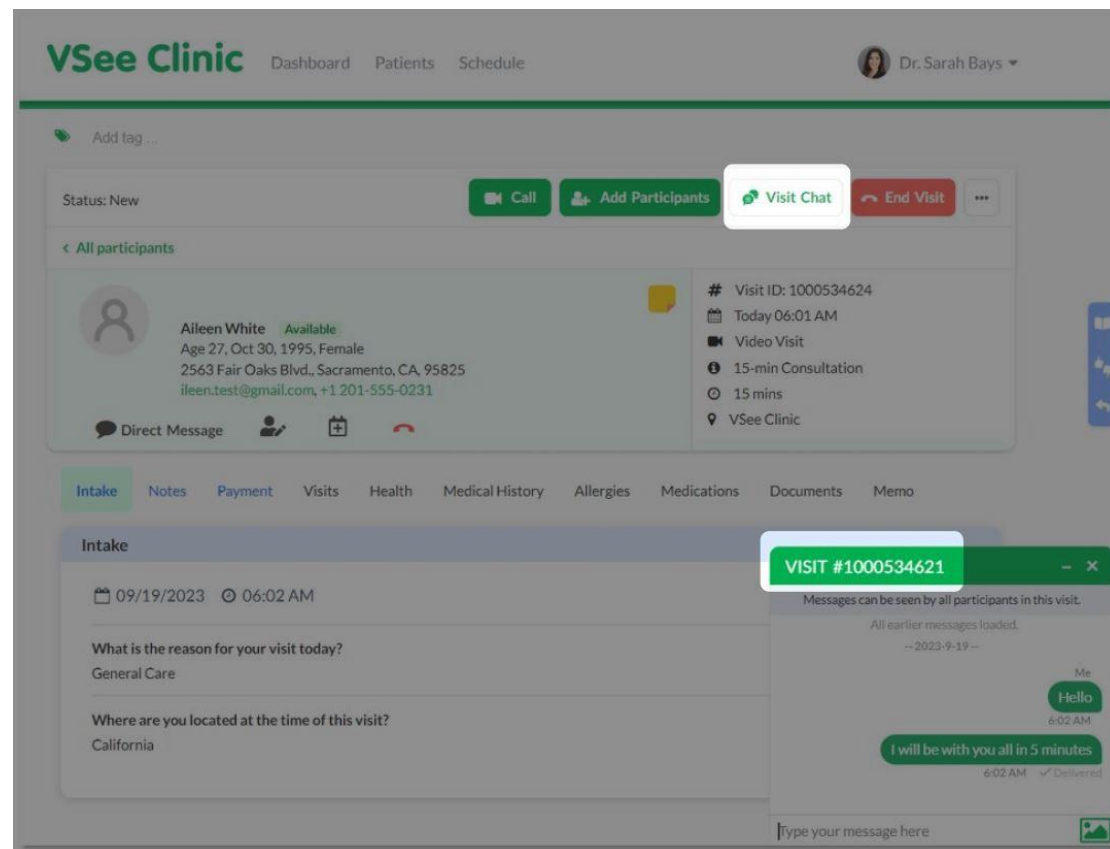 VSee Clinic Dashboard Patients Schedule Dr. Sarah Bays
Add tag ...
Status: New Call Add Participants Visit Chat End Visit ...
< All participants
Aileen White Available
Age 27, Oct 30, 1995, Female
2563 Fair Oaks Blvd., Sacramento, CA, 95825
ileen.test@gmail.com, +1 201-555-0231
Direct Message
# Visit ID: 1000534624
Today 06:01 AM
Video Visit
15-min Consultation
15 mins
VSee Clinic
Intake Notes Payment Visits Health Medical History Allergies Medications Documents Memo
Intake
09/19/2023 06:02 AM
What is the reason for your visit today?
General Care
Where are you located at the time of this visit?
California
VISIT #1000534621 – ×
Messages can be seen by all participants in this visit.
All earlier messages loaded.
-- 2023-9-19 --
Me
Hello
6:02 AM
I will be with you all in 5 minutes
6:02 AM ✓ Delivered
Type your message here